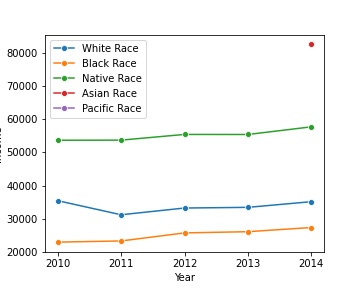 80000
70000
60000
50000
40000
30000
20000
White Race
Black Race
Native Race
Asian Race
Pacific Race
2010 2011 2012 2013 2014
Year